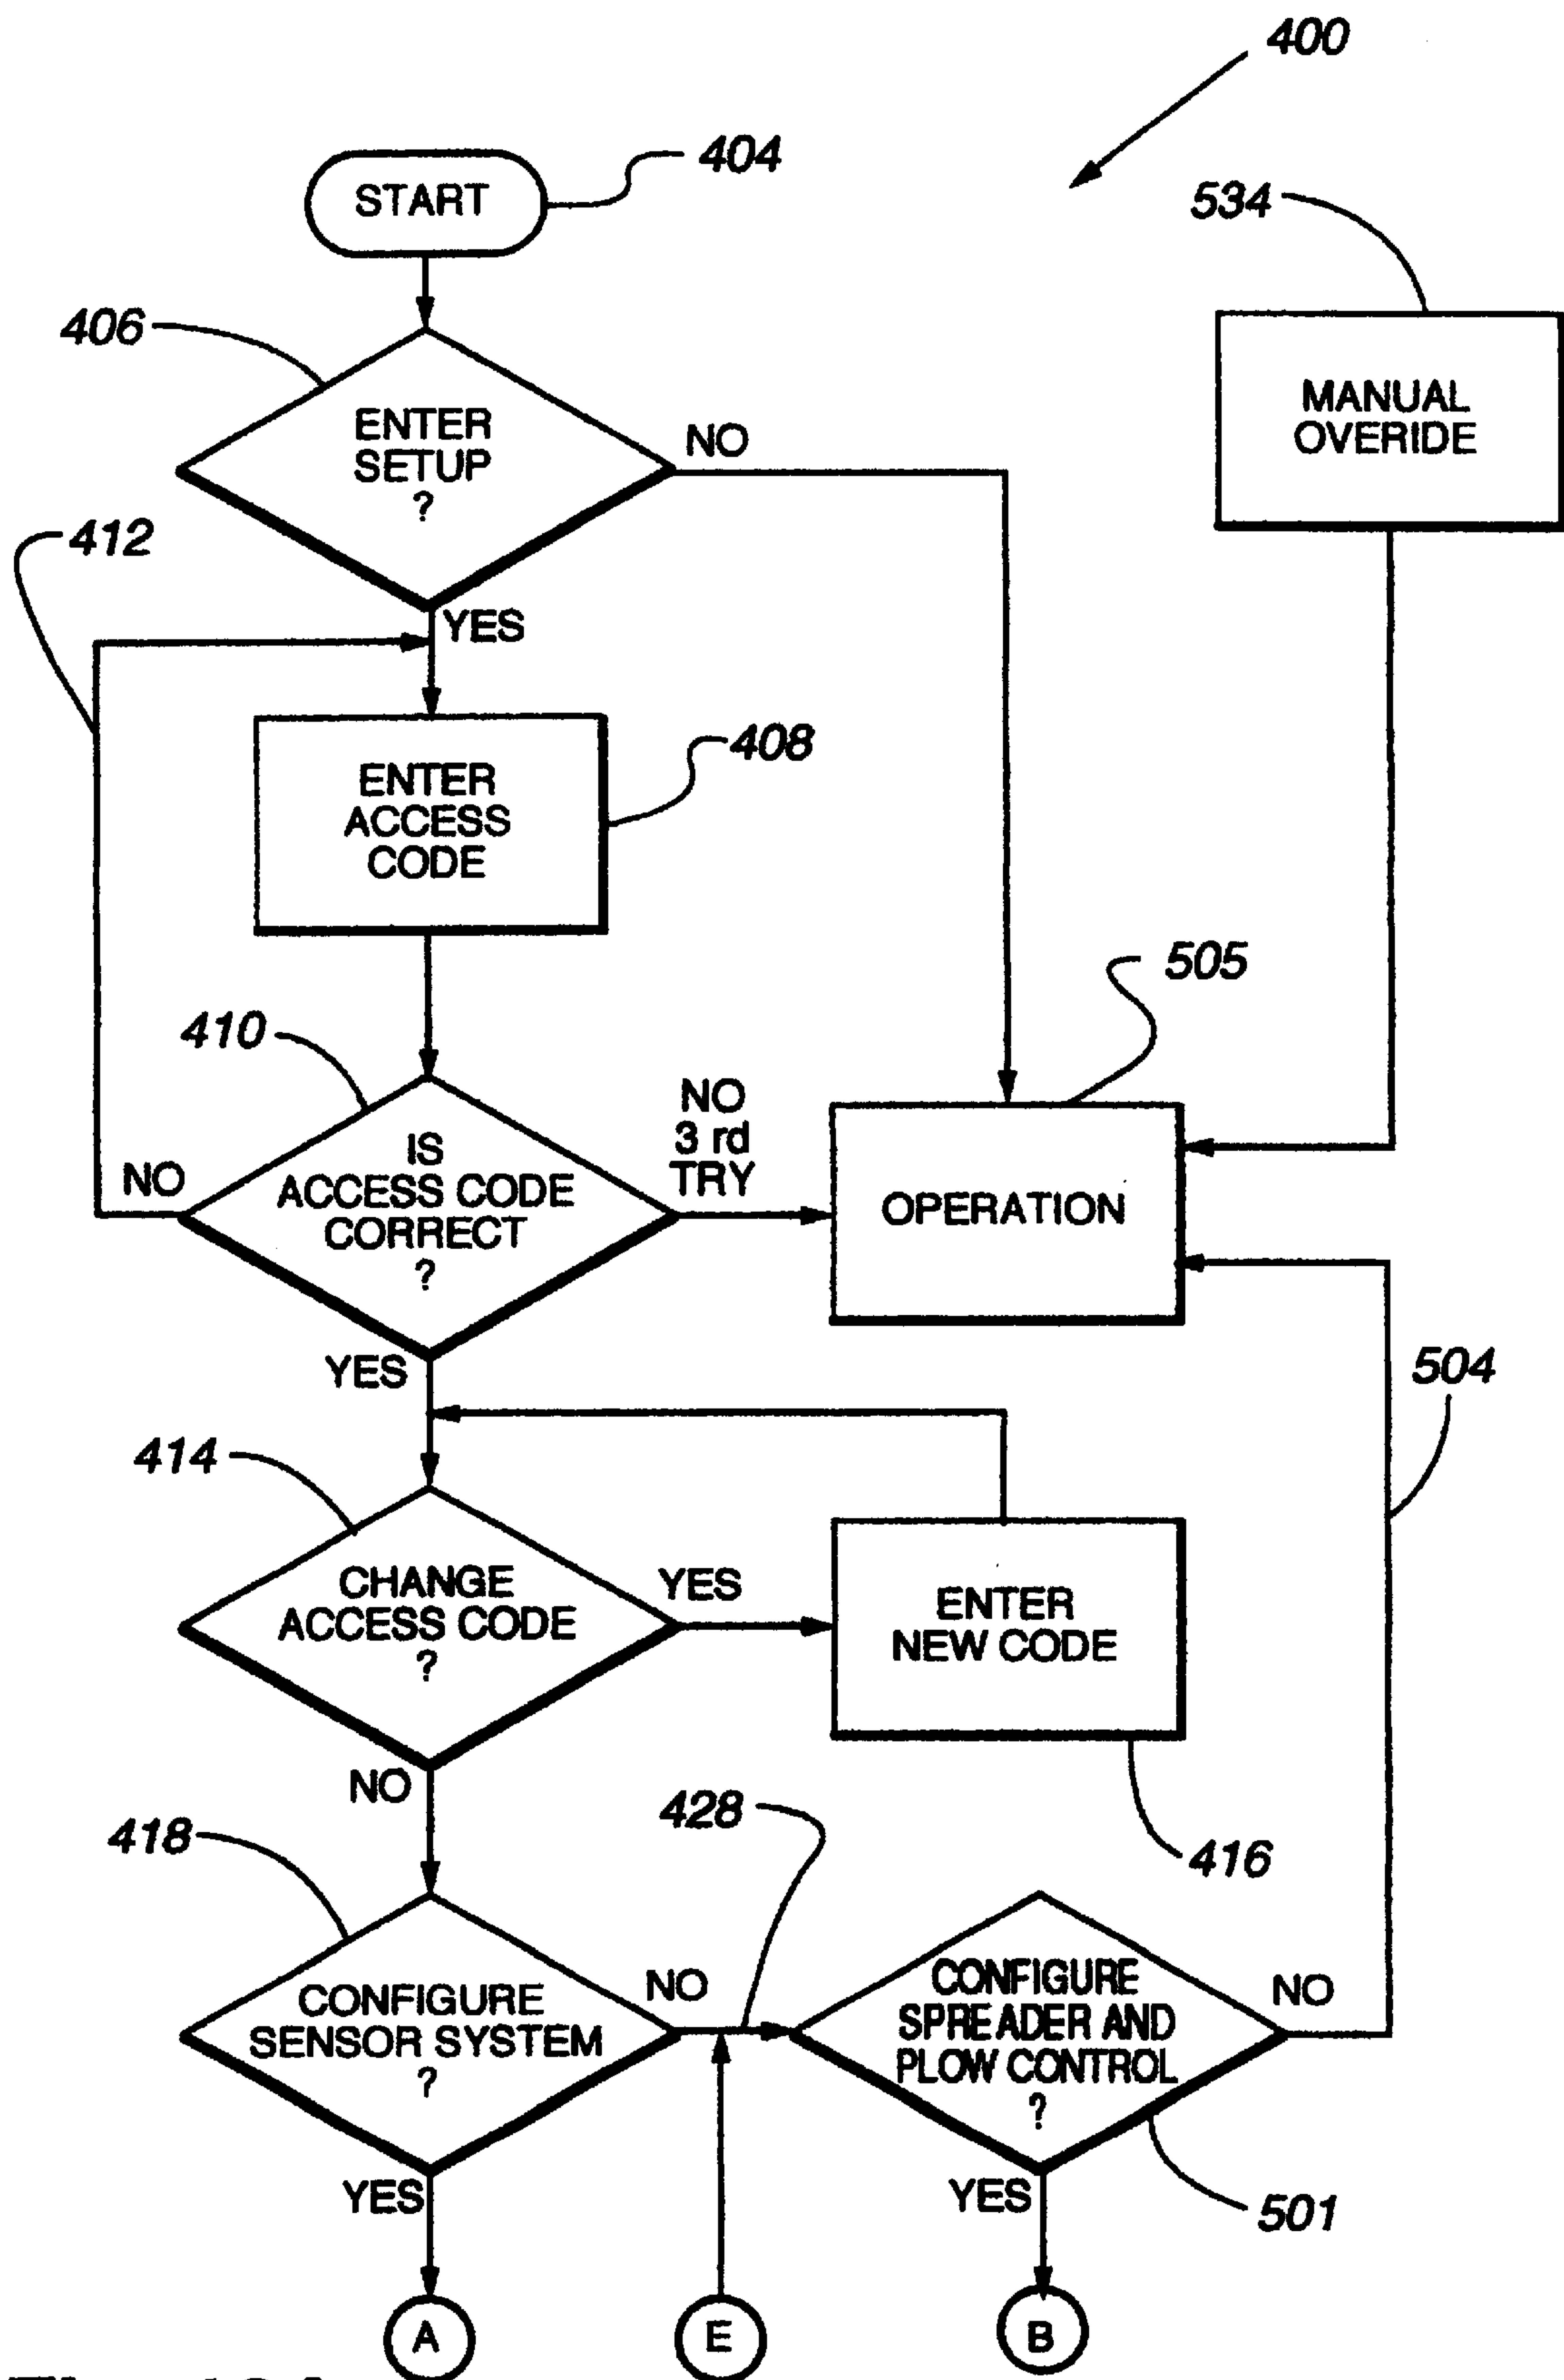 400
START
404
534
406
ENTER
SETUP
?
NO
MANUAL
OVERIDE
412
YES
ENTER
ACCESS
CODE
408
505
410
IS
ACCESS CODE
CORRECT
?
NO
NO
3 rd
TRY
OPERATION
YES
504
414
CHANGE
ACCESS CODE
?
YES
ENTER
NEW CODE
NO
428
416
418
CONFIGURE
SENSOR SYSTEM
?
NO
CONFIGURE
SPREADER AND
PLOW CONTROL
?
NO
YES
YES
501
A
E
B